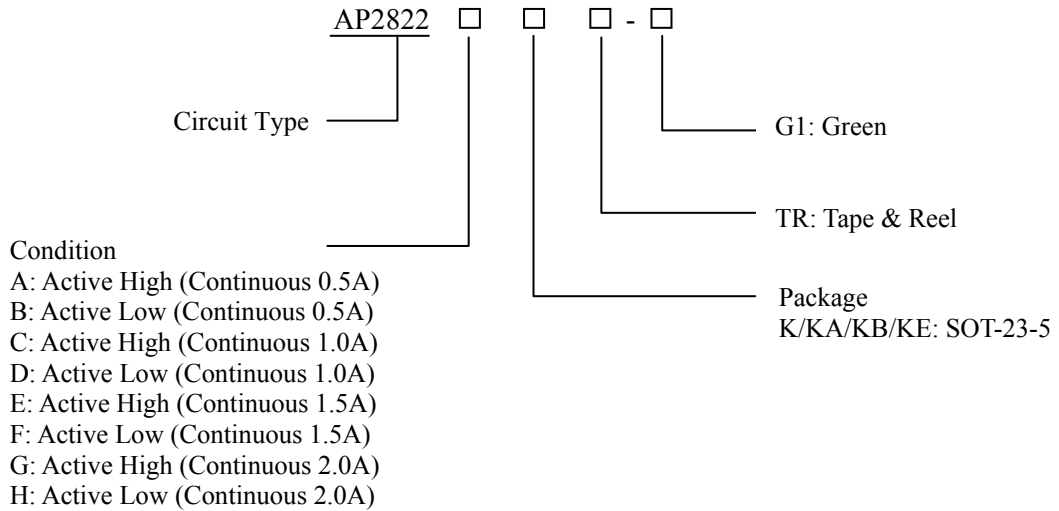 AP2822 □ □ □ - □
Circuit Type
G1: Green
TR: Tape & Reel
Package
K/KA/KB/KE: SOT-23-5
Condition
A: Active High (Continuous 0.5A)
B: Active Low (Continuous 0.5A)
C: Active High (Continuous 1.0A)
D: Active Low (Continuous 1.0A)
E: Active High (Continuous 1.5A)
F: Active Low (Continuous 1.5A)
G: Active High (Continuous 2.0A)
H: Active Low (Continuous 2.0A)